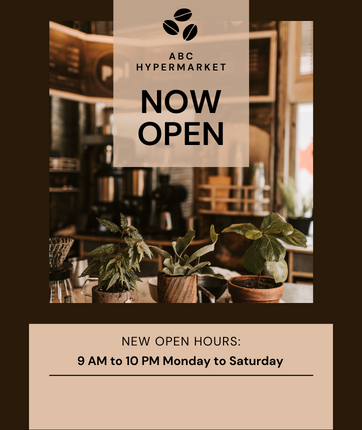 ABC
HYPERMARKET
NOW
OPEN
NEW OPEN HOURS:
9 AM to 10 PM Monday to Saturday